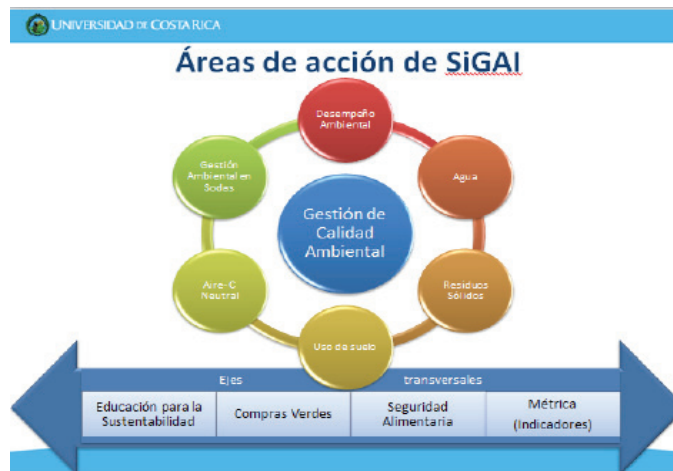 UNIVERSIDAD DE COSTA RICA
Áreas de acción de SiGAI
Desempeño
Ambiental
Gestión
Ambiental en
Sodas
Agua
Gestión de
Calidad
Ambiental
Aire-C
Neutral
Residuos
Sólidos
Uso de suelo
Ejes transversales
Educación para la
Sustentabilidad
Compras Verdes
Seguridad
Alimentaria
Métrica
(Indicadores)